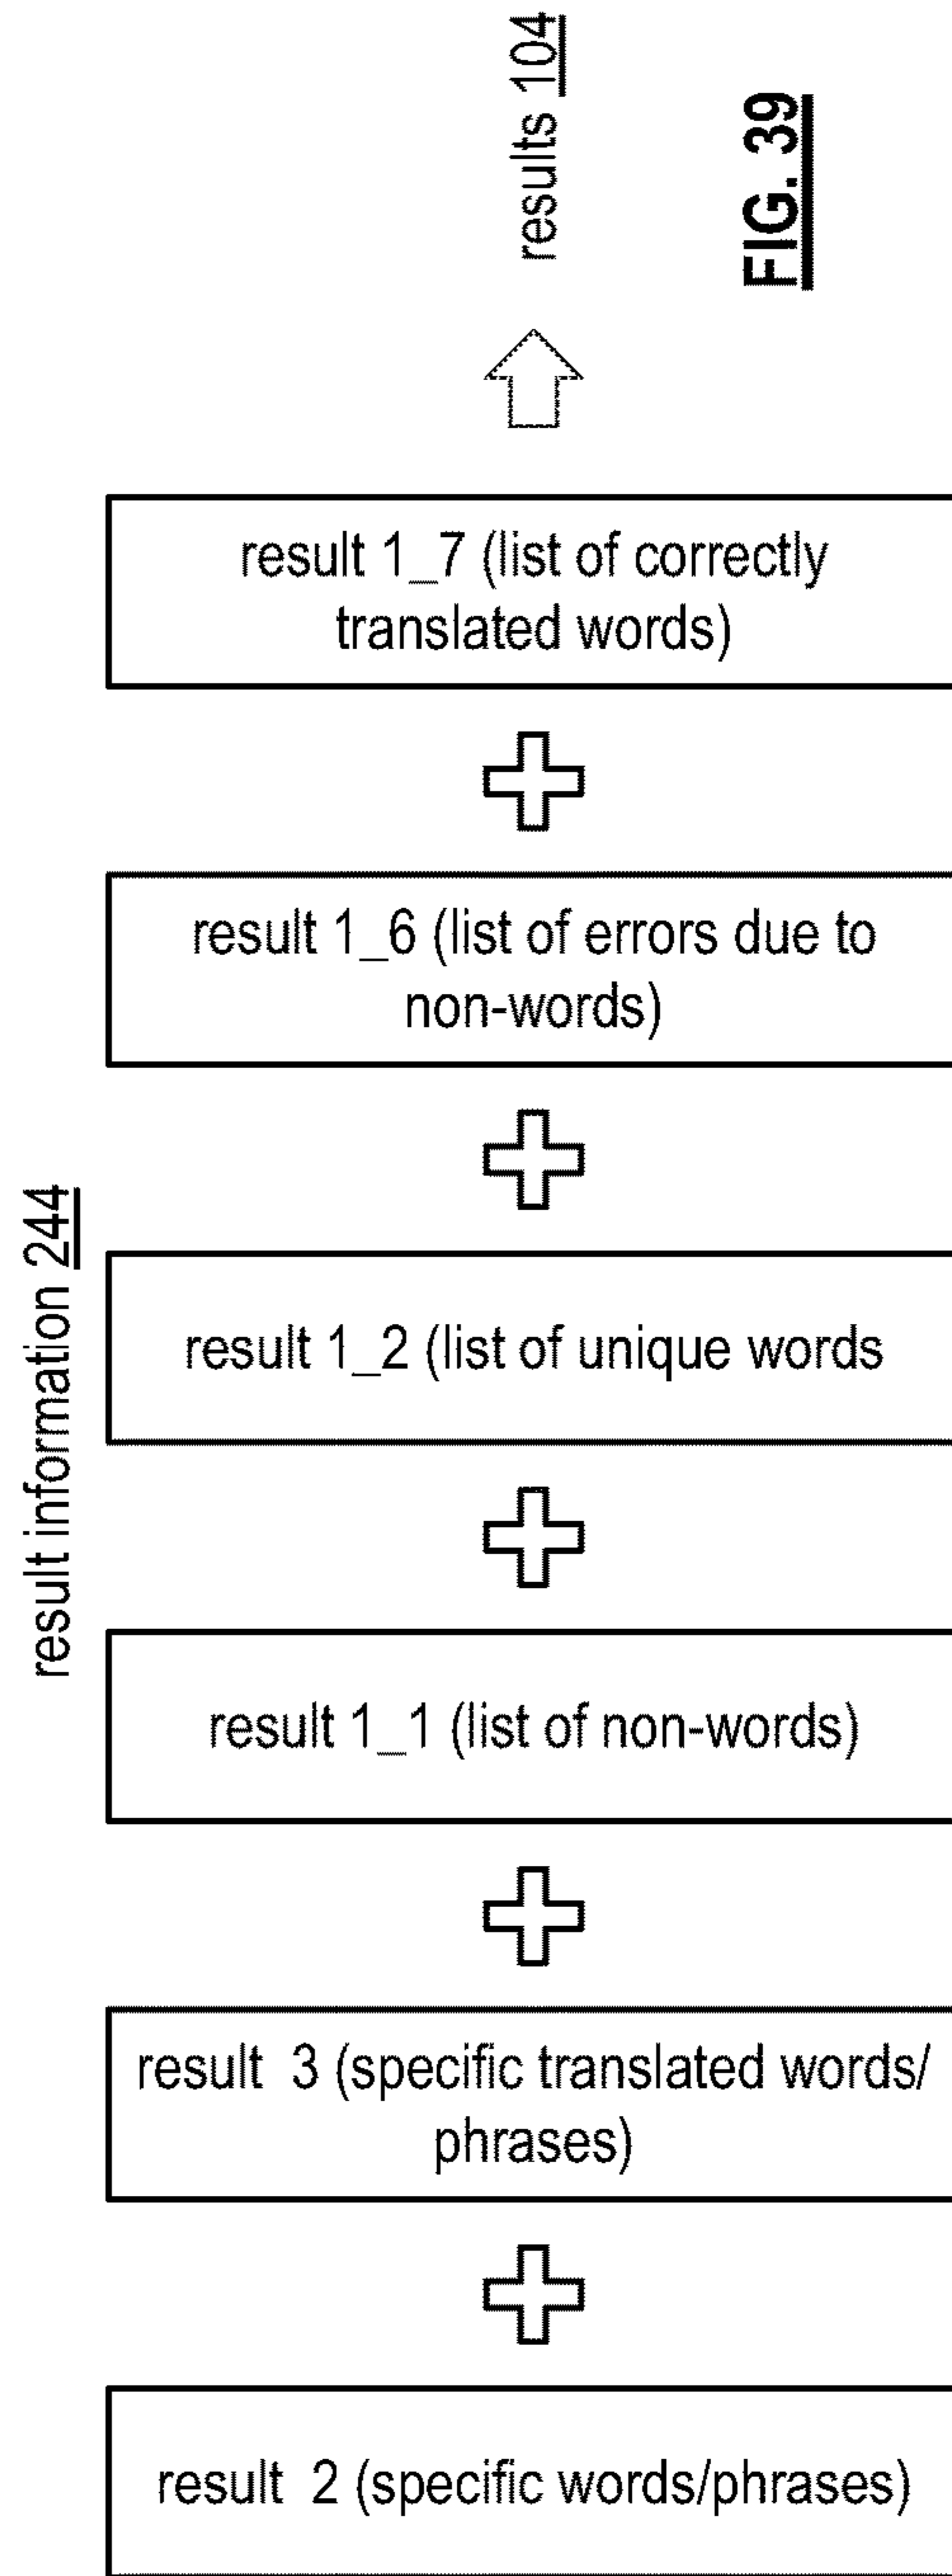 results 104
FIG. 39
result information 244
result 1_7 (list of correctly
translated words)
result 1_6 (list of errors due to
non-words)
result 1_2 (list of unique words
result 1_1 (list of non-words)
result 3 (specific translated words/
phrases)
result 2 (specific words/phrases)